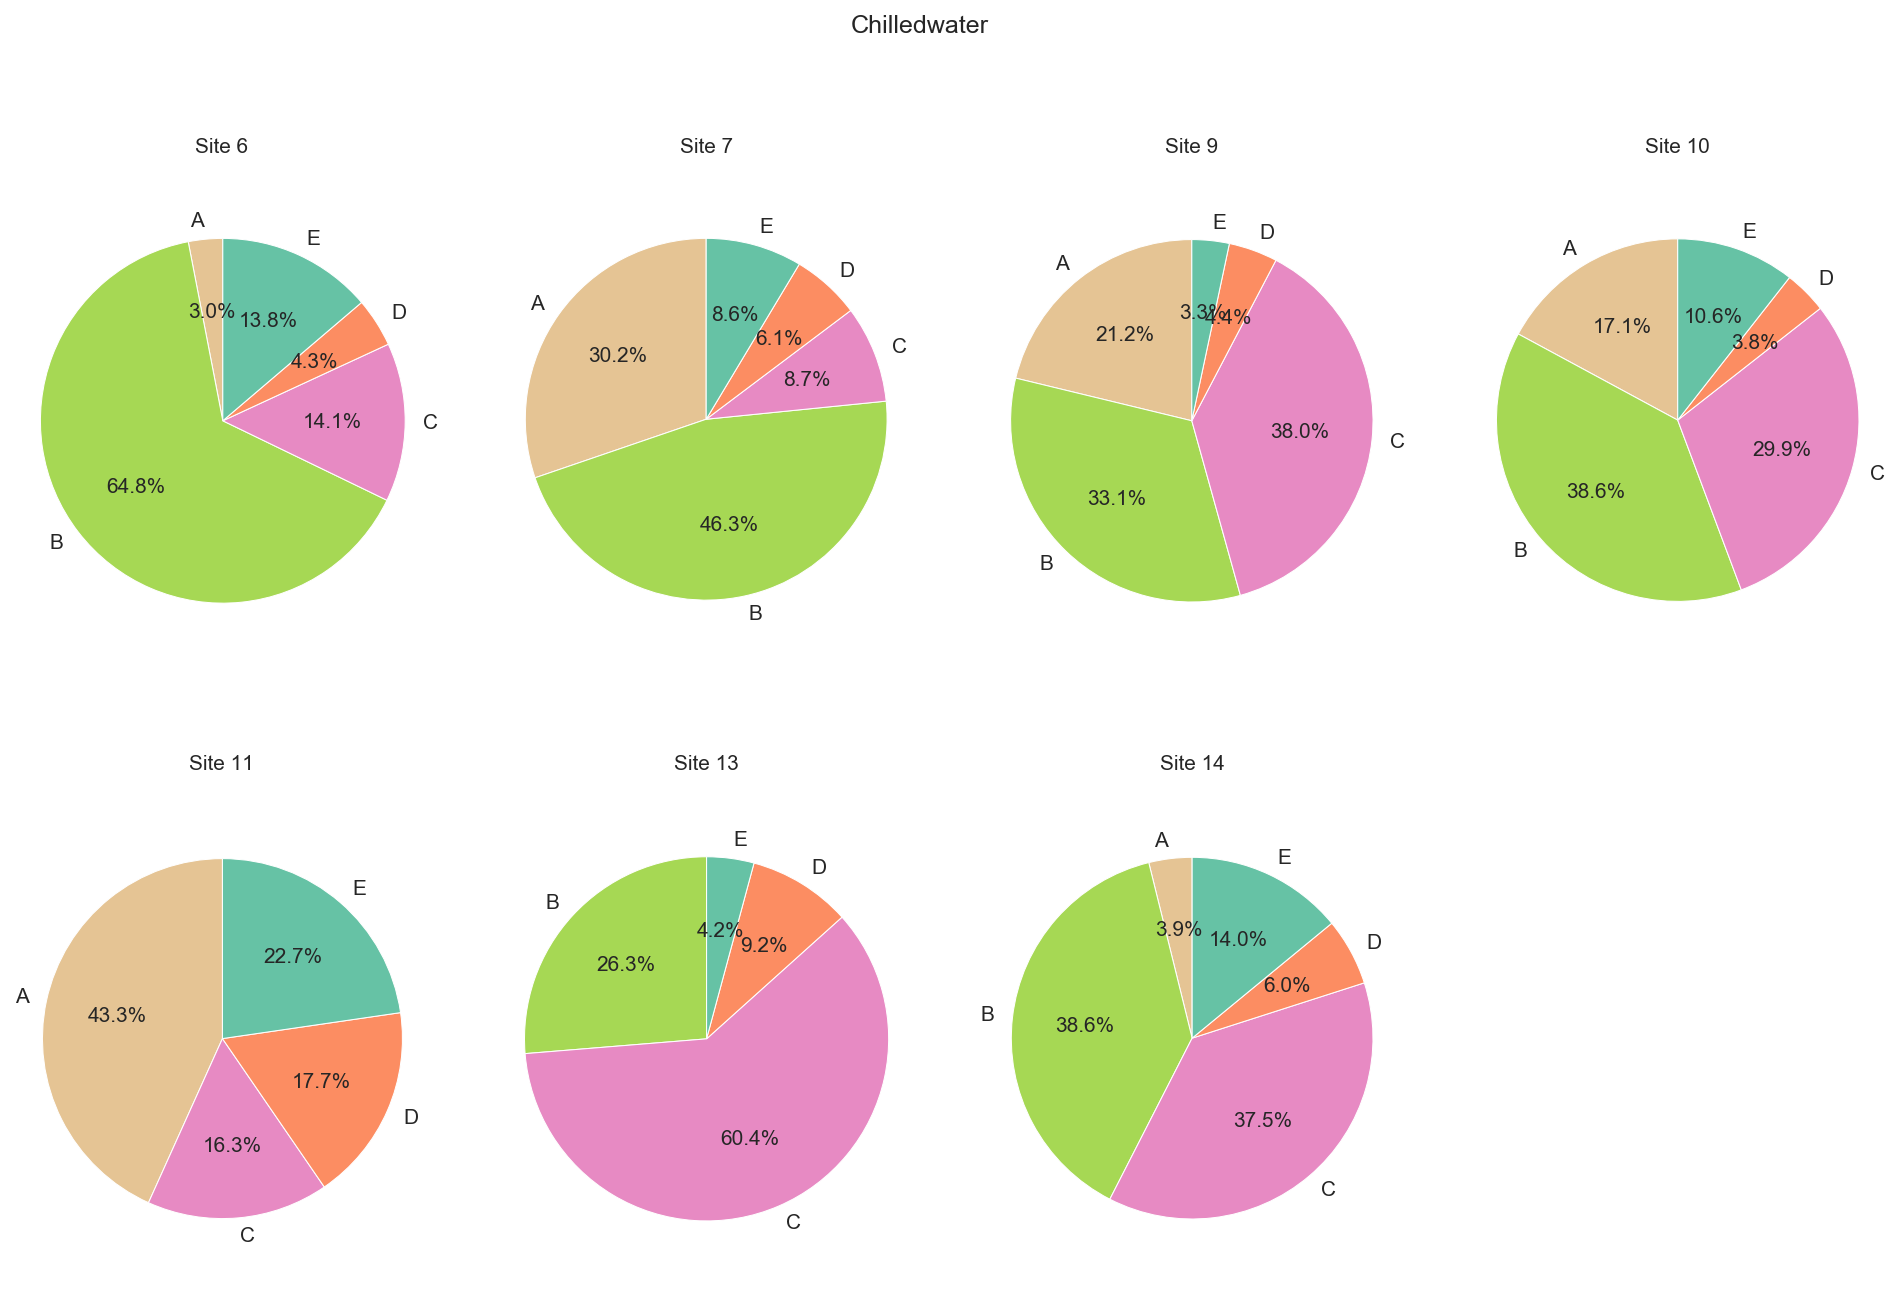 Chilledwater
Site 6
A
E
D
C
B
3.0%
13.8%
4.3%
14.1%
64.8%
Site 7
E
D
C
A
B
8.6%
6.1%
8.7%
30.2%
46.3%
Site 9
E
D
A
C
B
3.3%
4.4%
21.2%
38.0%
33.1%
Site 10
E
D
A
C
B
10.6%
3.8%
17.1%
29.9%
38.6%
Site 11
E
A
D
C
22.7%
43.3%
17.7%
16.3%
Site 13
E
D
B
C
4.2%
9.2%
26.3%
60.4%
Site 14
A
E
D
B
C
3.9%
14.0%
6.0%
38.6%
37.5%